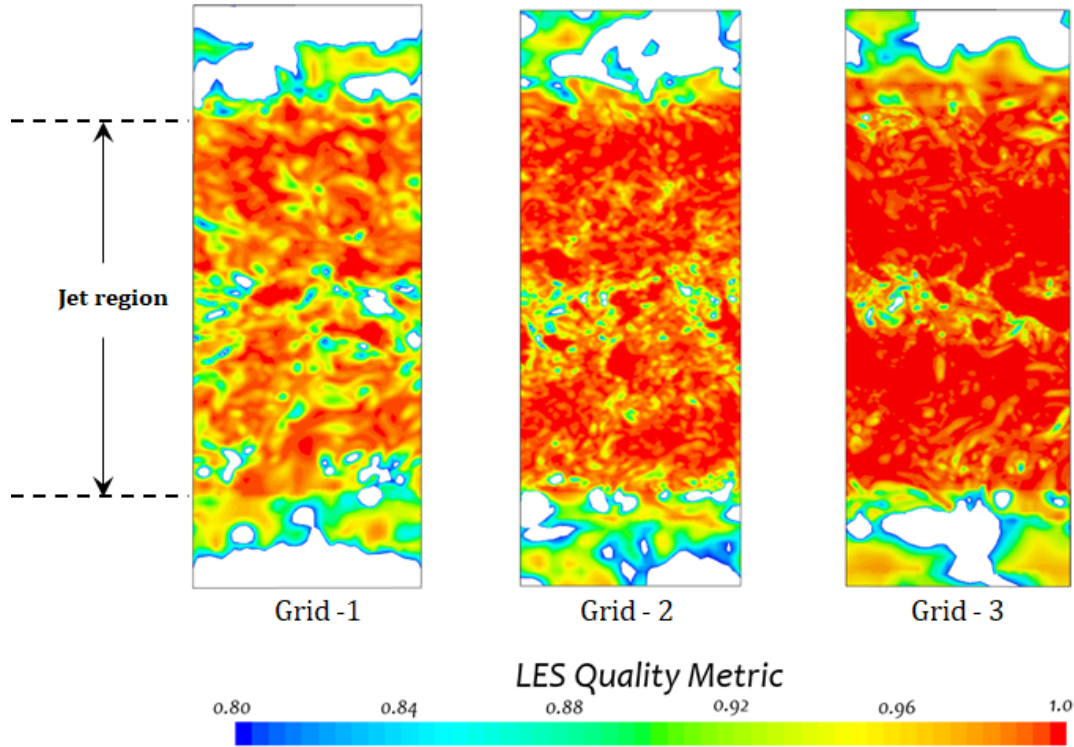 Jet region
Grid -1
Grid - 2
Grid - 3
LES Quality Metric
0.80 0.84 0.88 0.92 0.96 1.0